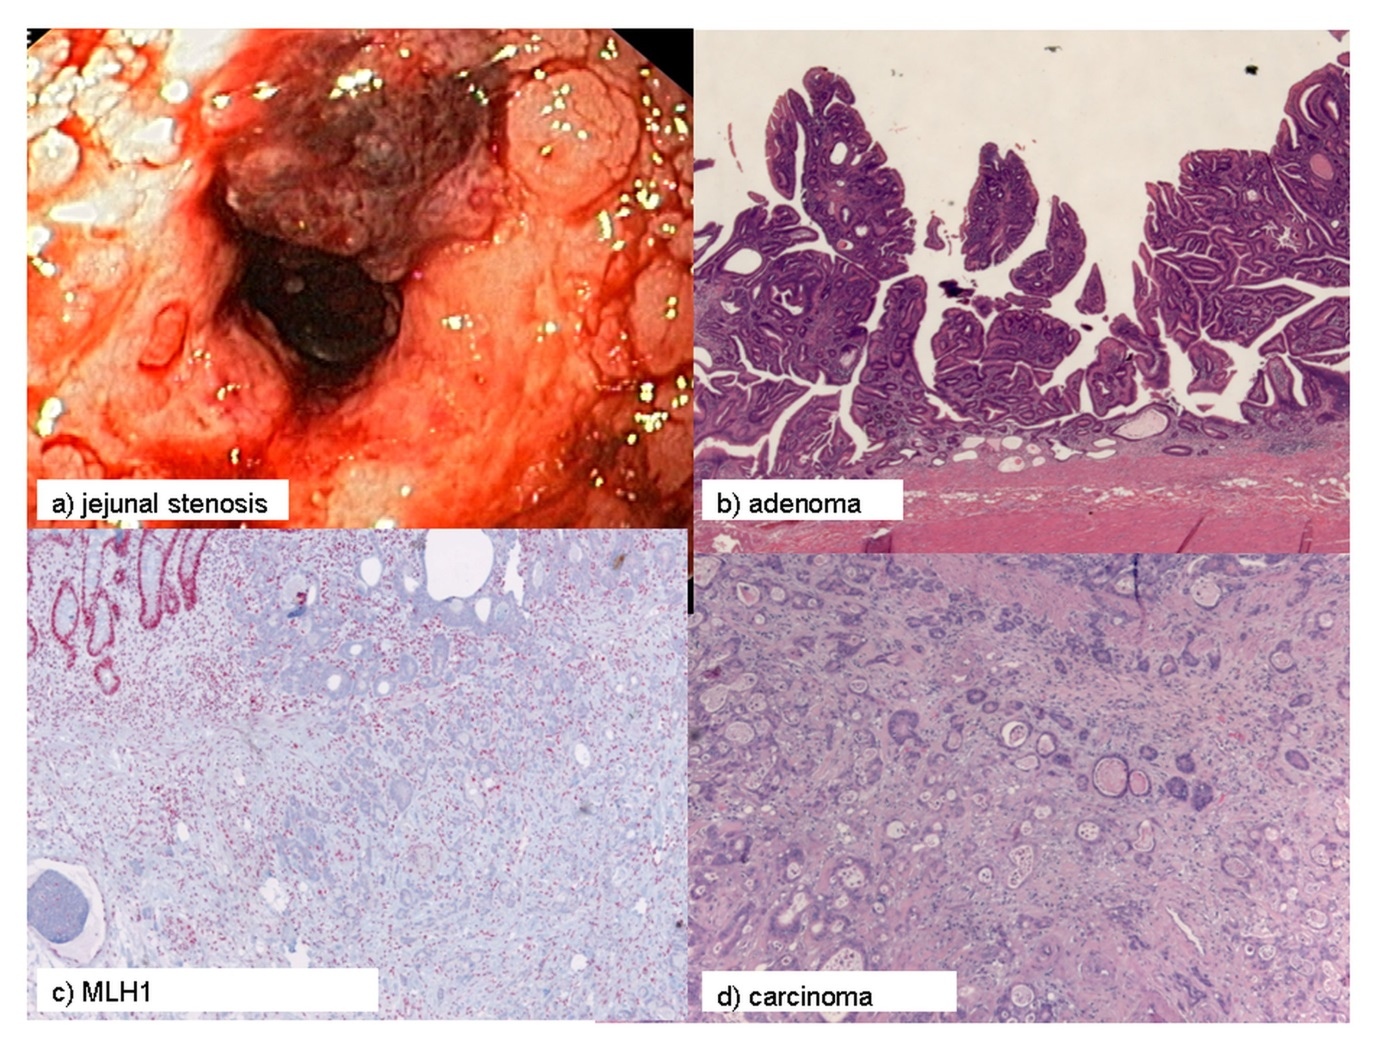 a) jejunal stenosis
b) adenoma
c) MLH1
d) carcinoma